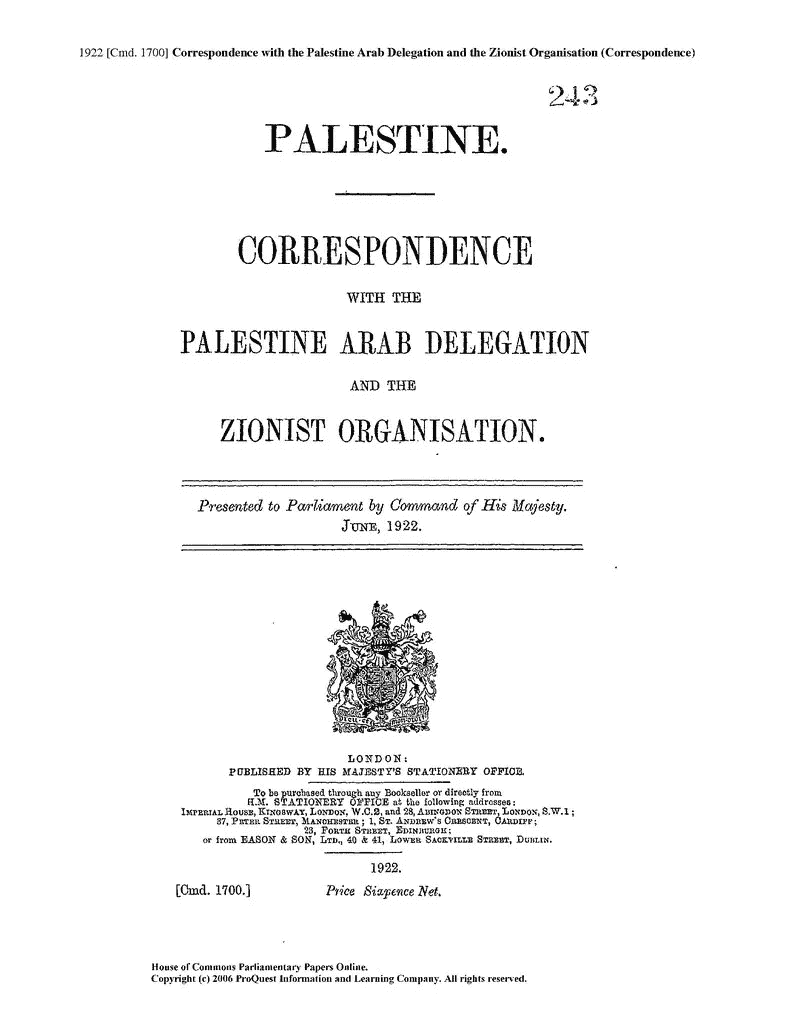 1922 [Cmd. 1700] Correspondence with the Palestine Arab Delegation and the Zionist Organisation (Correspondence)
243
PALESTINE.
CORRESPONDENCE
WITH THE
PALESTINE ARAB DELEGATION
AND THE
ZIONIST ORGANISATION.
Presented to Parliament by Command of His Majesty.
JUNE, 1922.
LONDON:
PUBLISHED BY HIS MAJESTY'S STATIONERY OFFICE.
To be purchased through any Bookseller or directly from
H.M. STATIONERY OFFICE at the following addresses:
IMPERIAL HOUSE, KINGSWAY, LONDON, W.C.2, and 28, ABINGDON STREET, LONDON, S.W.1;
37, PETER STREET, MANCHESTER; 1, ST. ANDREW'S CRESCENT, CARDIFF;
23, FORTH STREET, EDINBURGH;
or from EASON & SON, LTD., 40 & 41, LOWER SACKVILLE STREET, DUBLIN.
1922.
[Cmd. 1700.] Price Sixpence Net.
House of Commons Parliamentary Papers Online.
Copyright (c) 2006 ProQuest Information and Learning Company. All rights reserved.